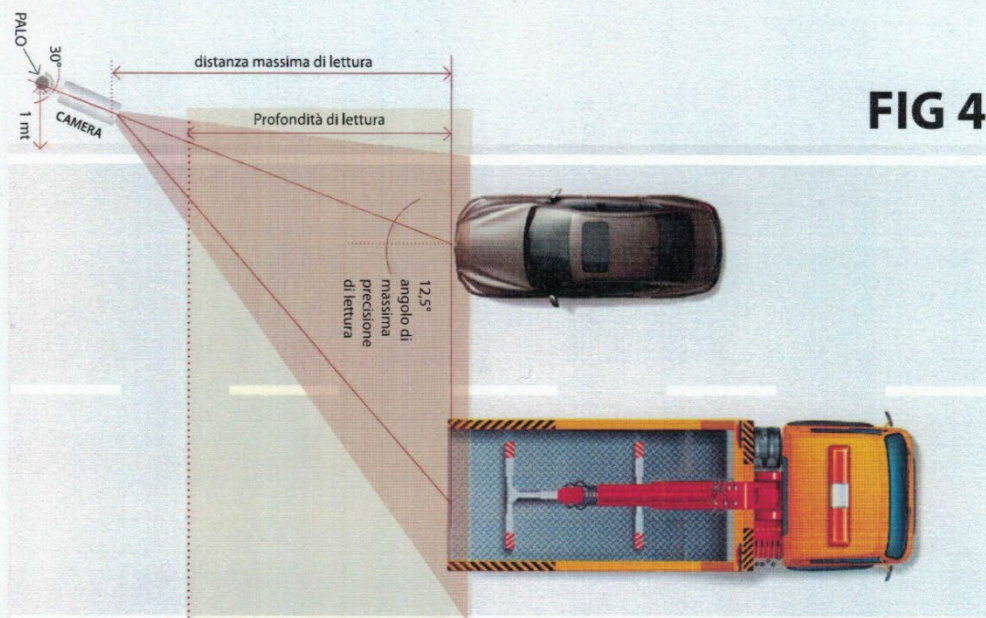 FIG 4
distanza massima di lettura
Profondità di lettura
PALO
30°
CAMERA
1 mt
12,5°
angolo di
massima
precisione
di lettura